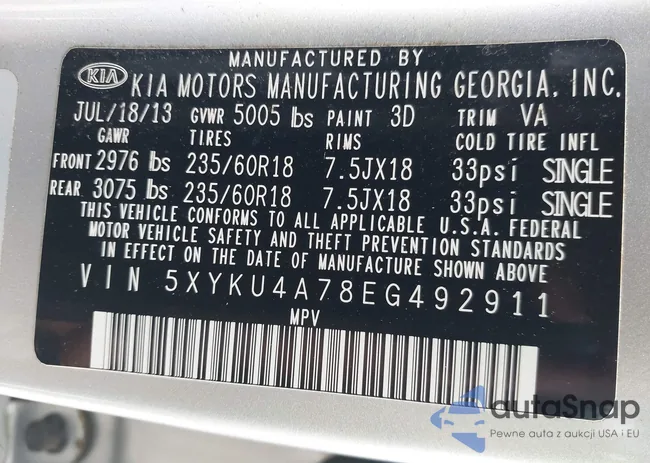 MANUFACTURED BY
KIA KIA MOTORS MANUFACTURING GEORGIA, INC.
JUL/18/13 GVWR 5005 lbs PAINT 3D TRIM VA
GAWR TIRES RIMS COLD TIRE INFL
FRONT 2976 lbs 235/60R18 7.5JX18 33psi SINGLE
REAR 3075 lbs 235/60R18 7.5JX18 33psi SINGLE
THIS VEHICLE CONFORMS TO ALL APPLICABLE U.S.A. FEDERAL
MOTOR VEHICLE SAFETY AND THEFT PREVENTION STANDARDS
IN EFFECT ON THE DATE OF MANUFACTURE SHOWN ABOVE
VIN 5XYKU4A78EG492911
MPV
autaSnap
Pewne auta z aukcji USA i EU